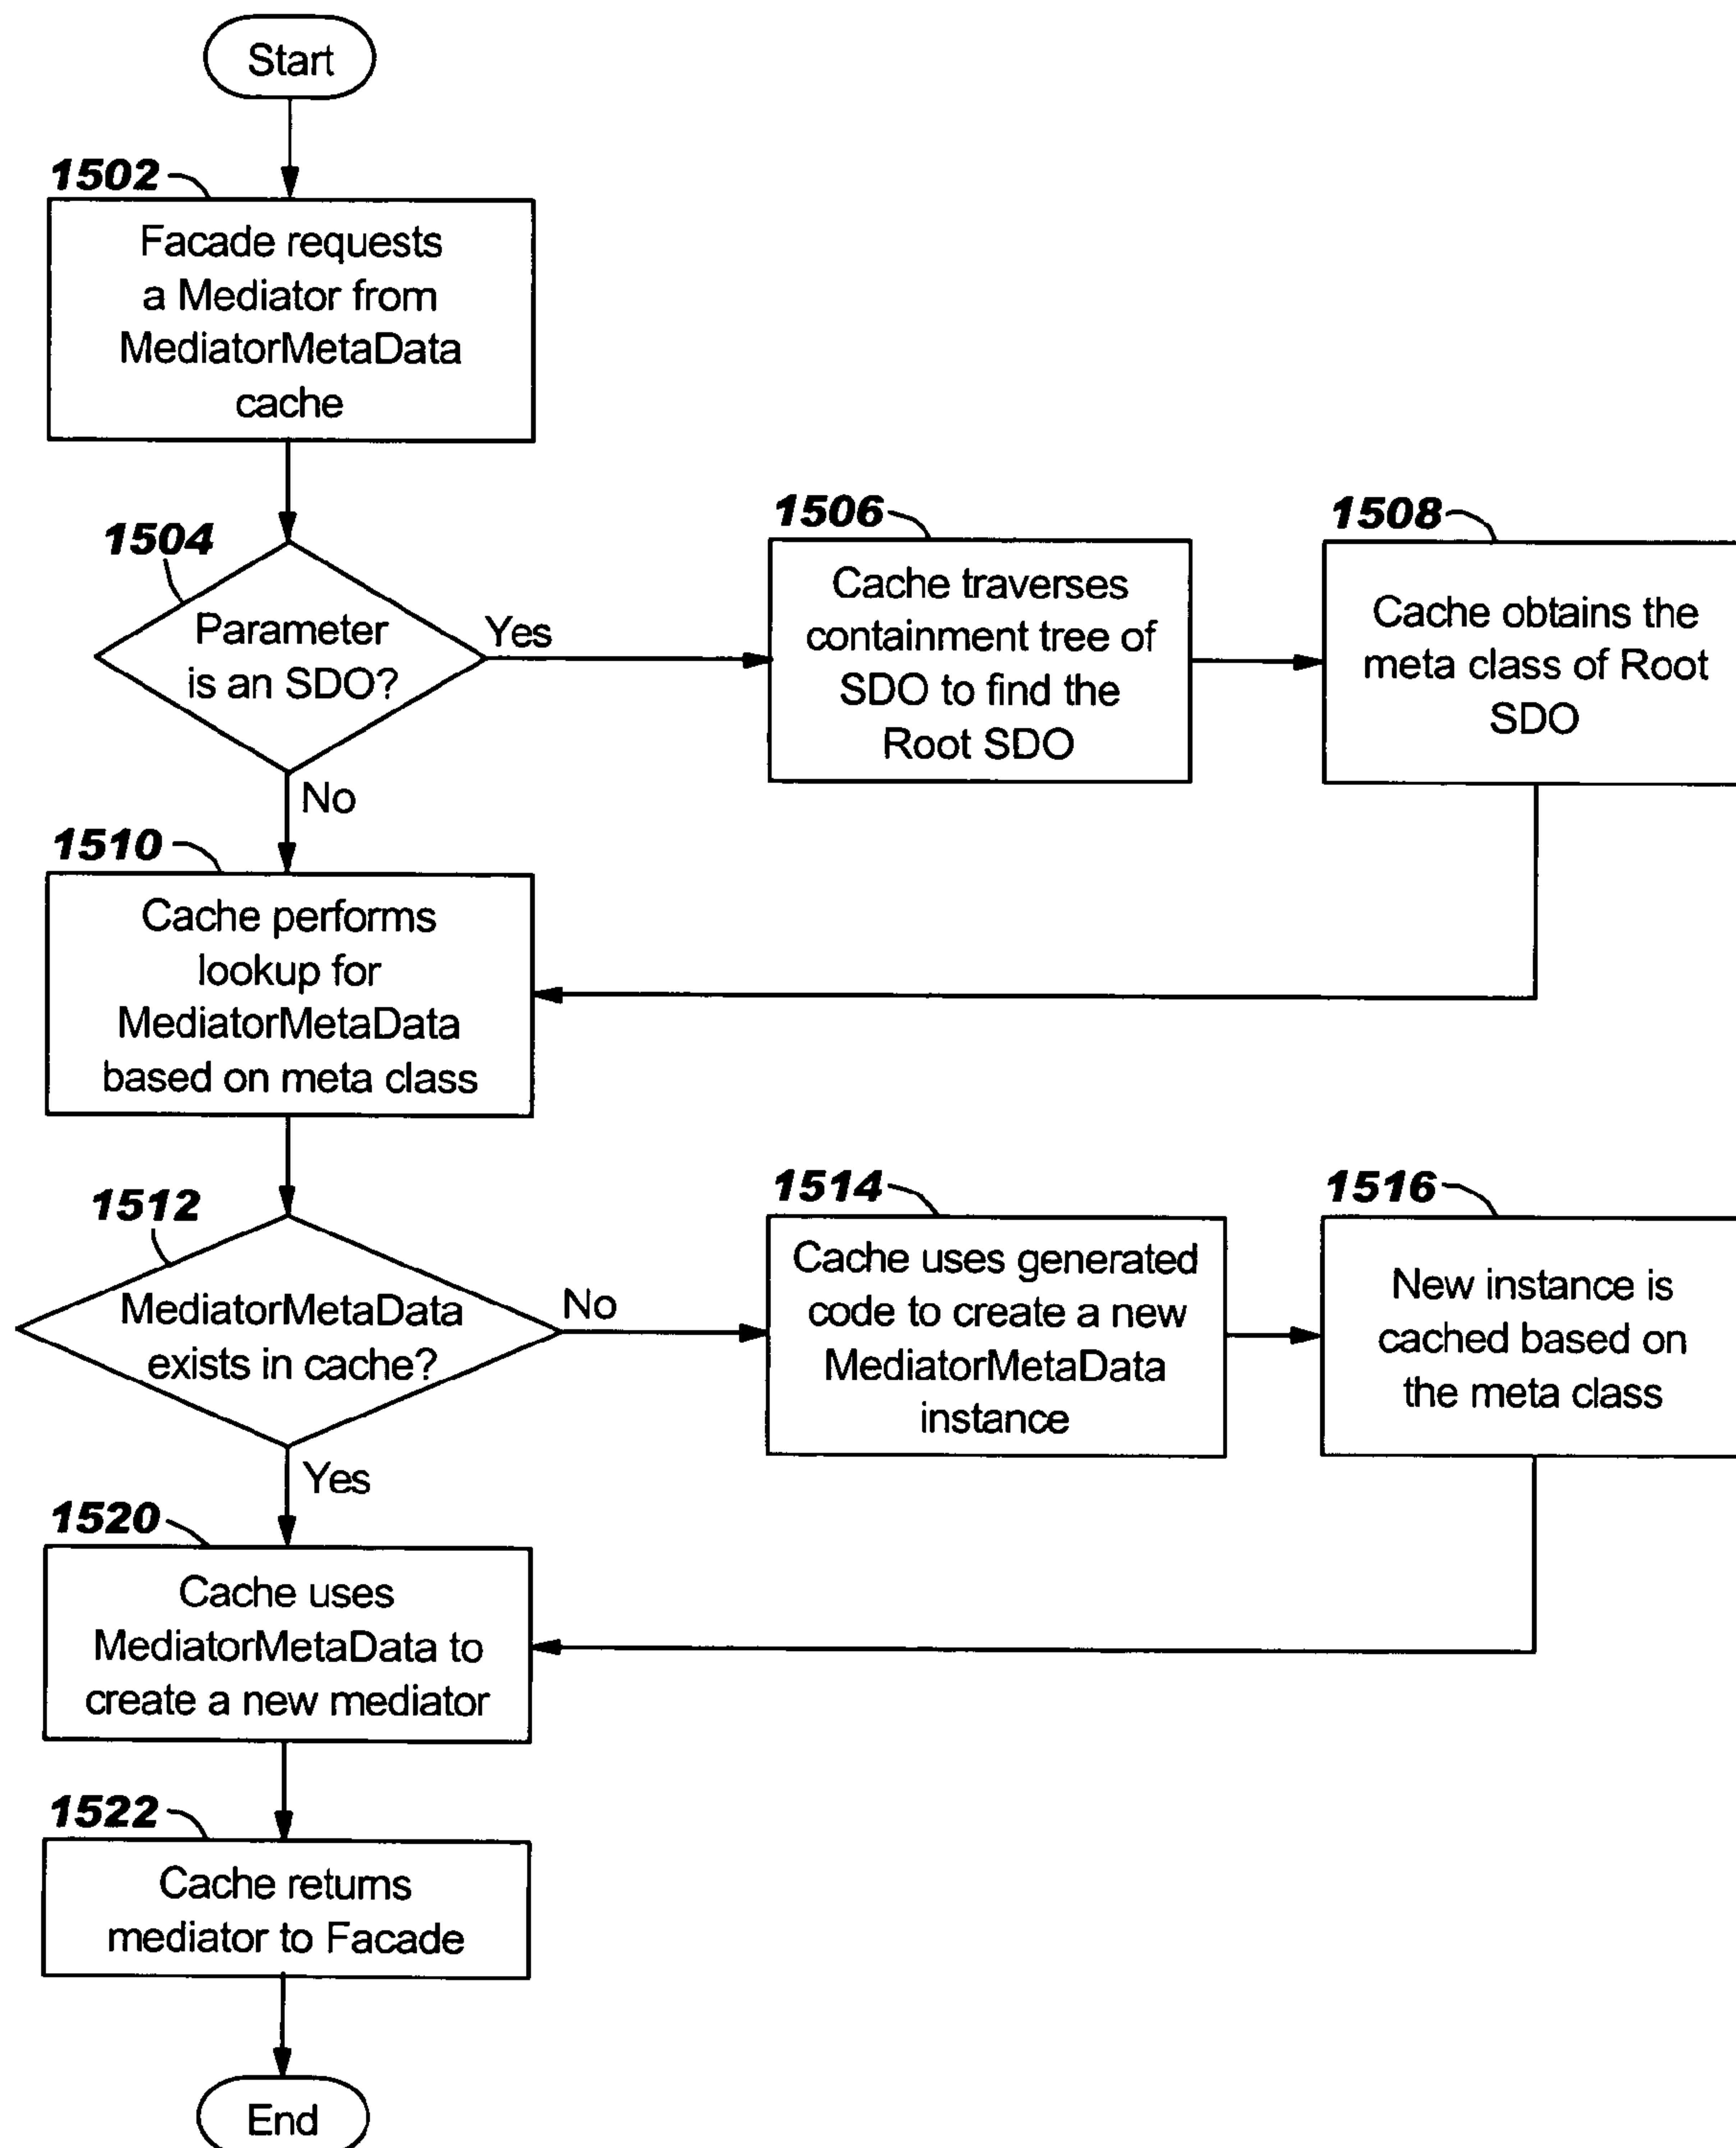 Start
1502
Facade requests
a Mediator from
MediatorMetaData
cache
1504
Parameter
is an SDO?
Yes
No
1506
Cache traverses
containment tree of
SDO to find the
Root SDO
1508
Cache obtains the
meta class of Root
SDO
1510
Cache performs
lookup for
MediatorMetaData
based on meta class
1512
MediatorMetaData
exists in cache?
No
Yes
1514
Cache uses generated
code to create a new
MediatorMetaData
instance
1516
New instance is
cached based on
the meta class
1520
Cache uses
MediatorMetaData to
create a new mediator
1522
Cache returns
mediator to Facade
End